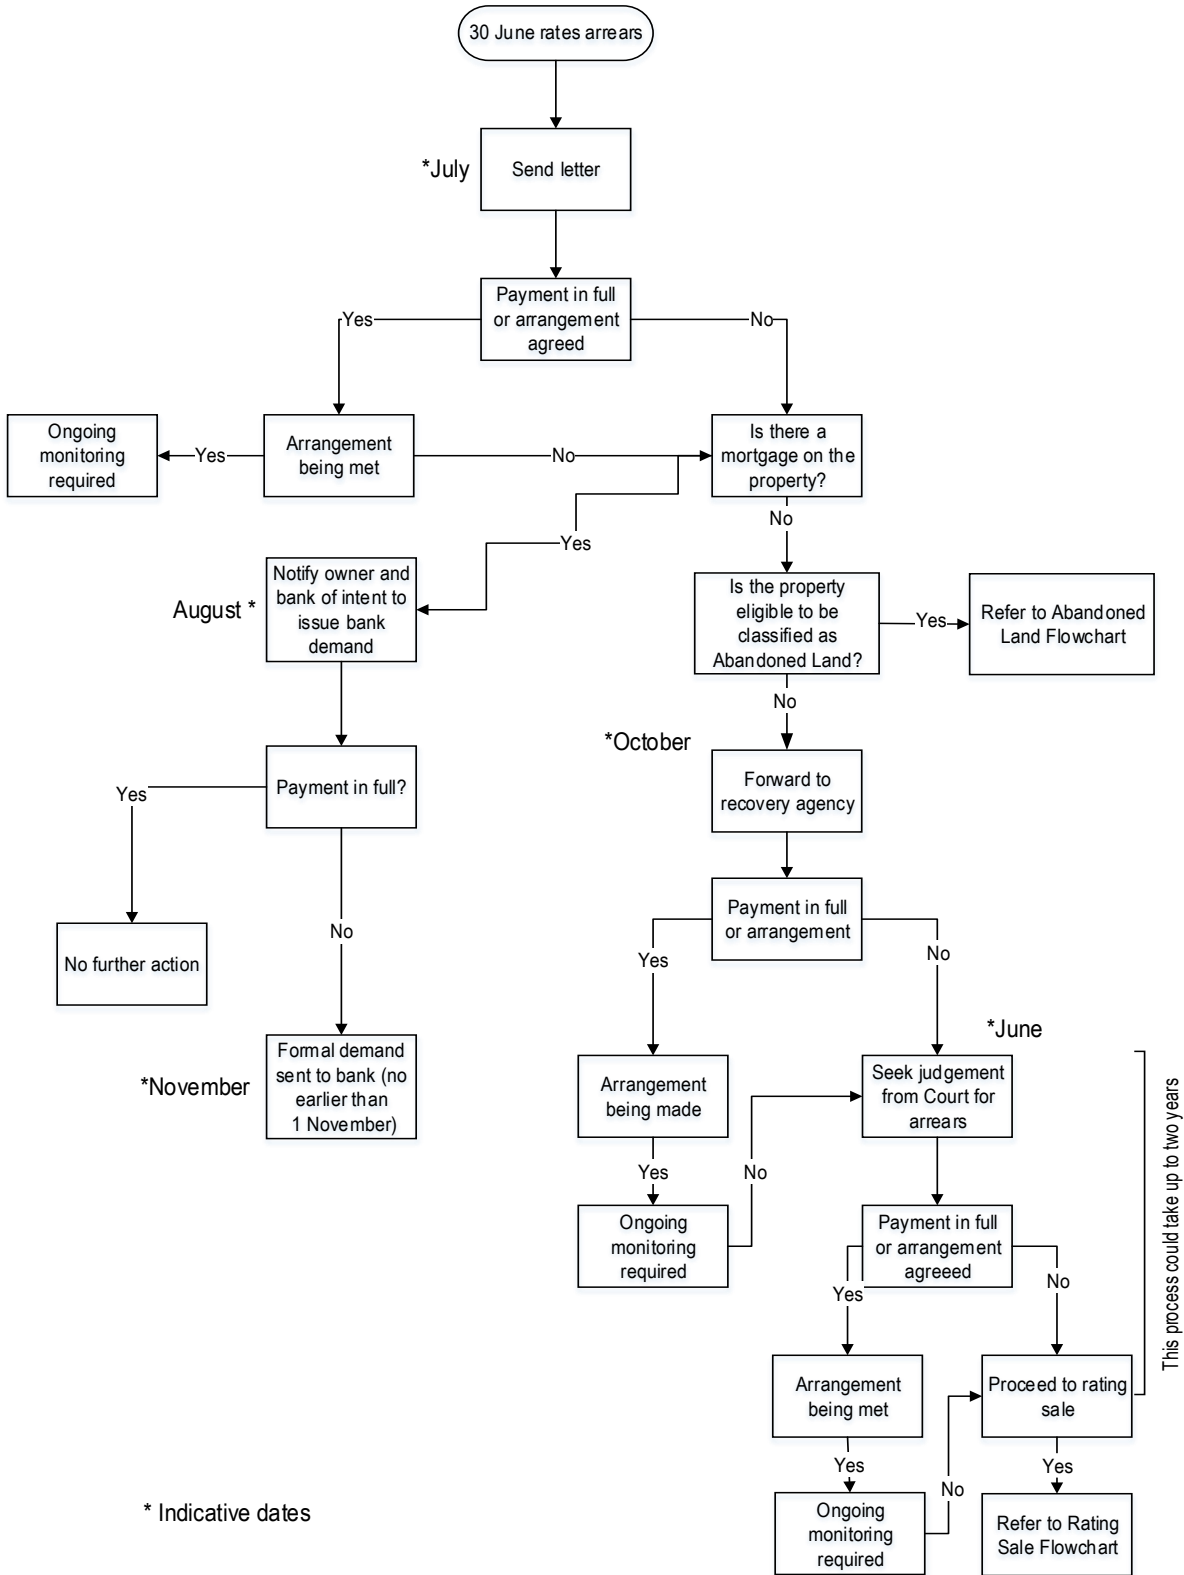 30 June rates arrears
*July
Send letter
Payment in full
or arrangement
agreed
Yes
No
Ongoing
monitoring
required
Yes
Arrangement
being met
No
Is there a
mortgage on the
property?
No
Yes
August *
Notify owner and
bank of intent to
issue bank
demand
Is the property
eligible to be
classified as
Abandoned Land?
Yes
Refer to Abandoned
Land Flowchart
No
*October
Payment in full?
Yes
Forward to
recovery agency
No
No further action
Payment in full
or arrangement
Yes
No
*June
*November
Formal demand
sent to bank (no
earlier than
1 November)
Arrangement
being made
Seek judgement
from Court for
arrears
This process could take up to two years
Yes
No
Ongoing
monitoring
required
Payment in full
or arrangement
agreeed
Yes
No
Arrangement
being met
Proceed to rating
sale
Yes
No
Yes
* Indicative dates
Ongoing
monitoring
required
Refer to Rating
Sale Flowchart